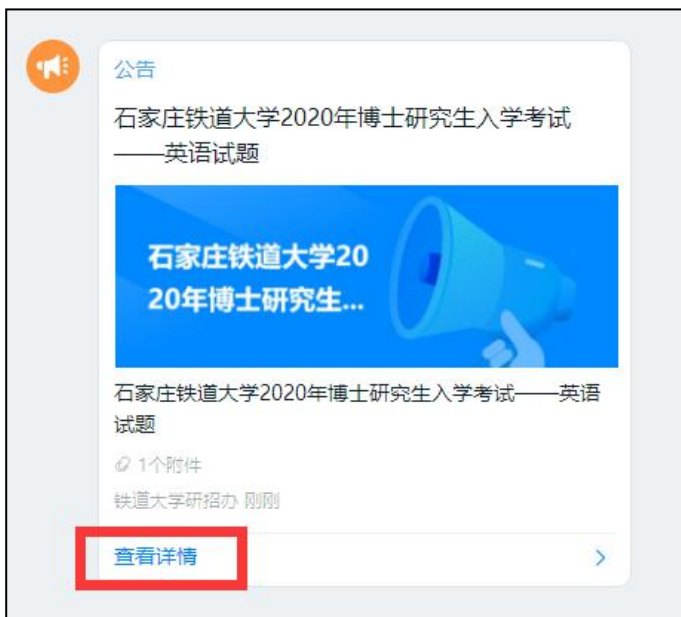 公告
石家庄铁道大学2020年博士研究生入学考试
——英语试题
石家庄铁道大学20
20年博士研究生...
石家庄铁道大学2020年博士研究生入学考试——英语
试题
1个附件
铁道大学研招办 刚刚
查看详情